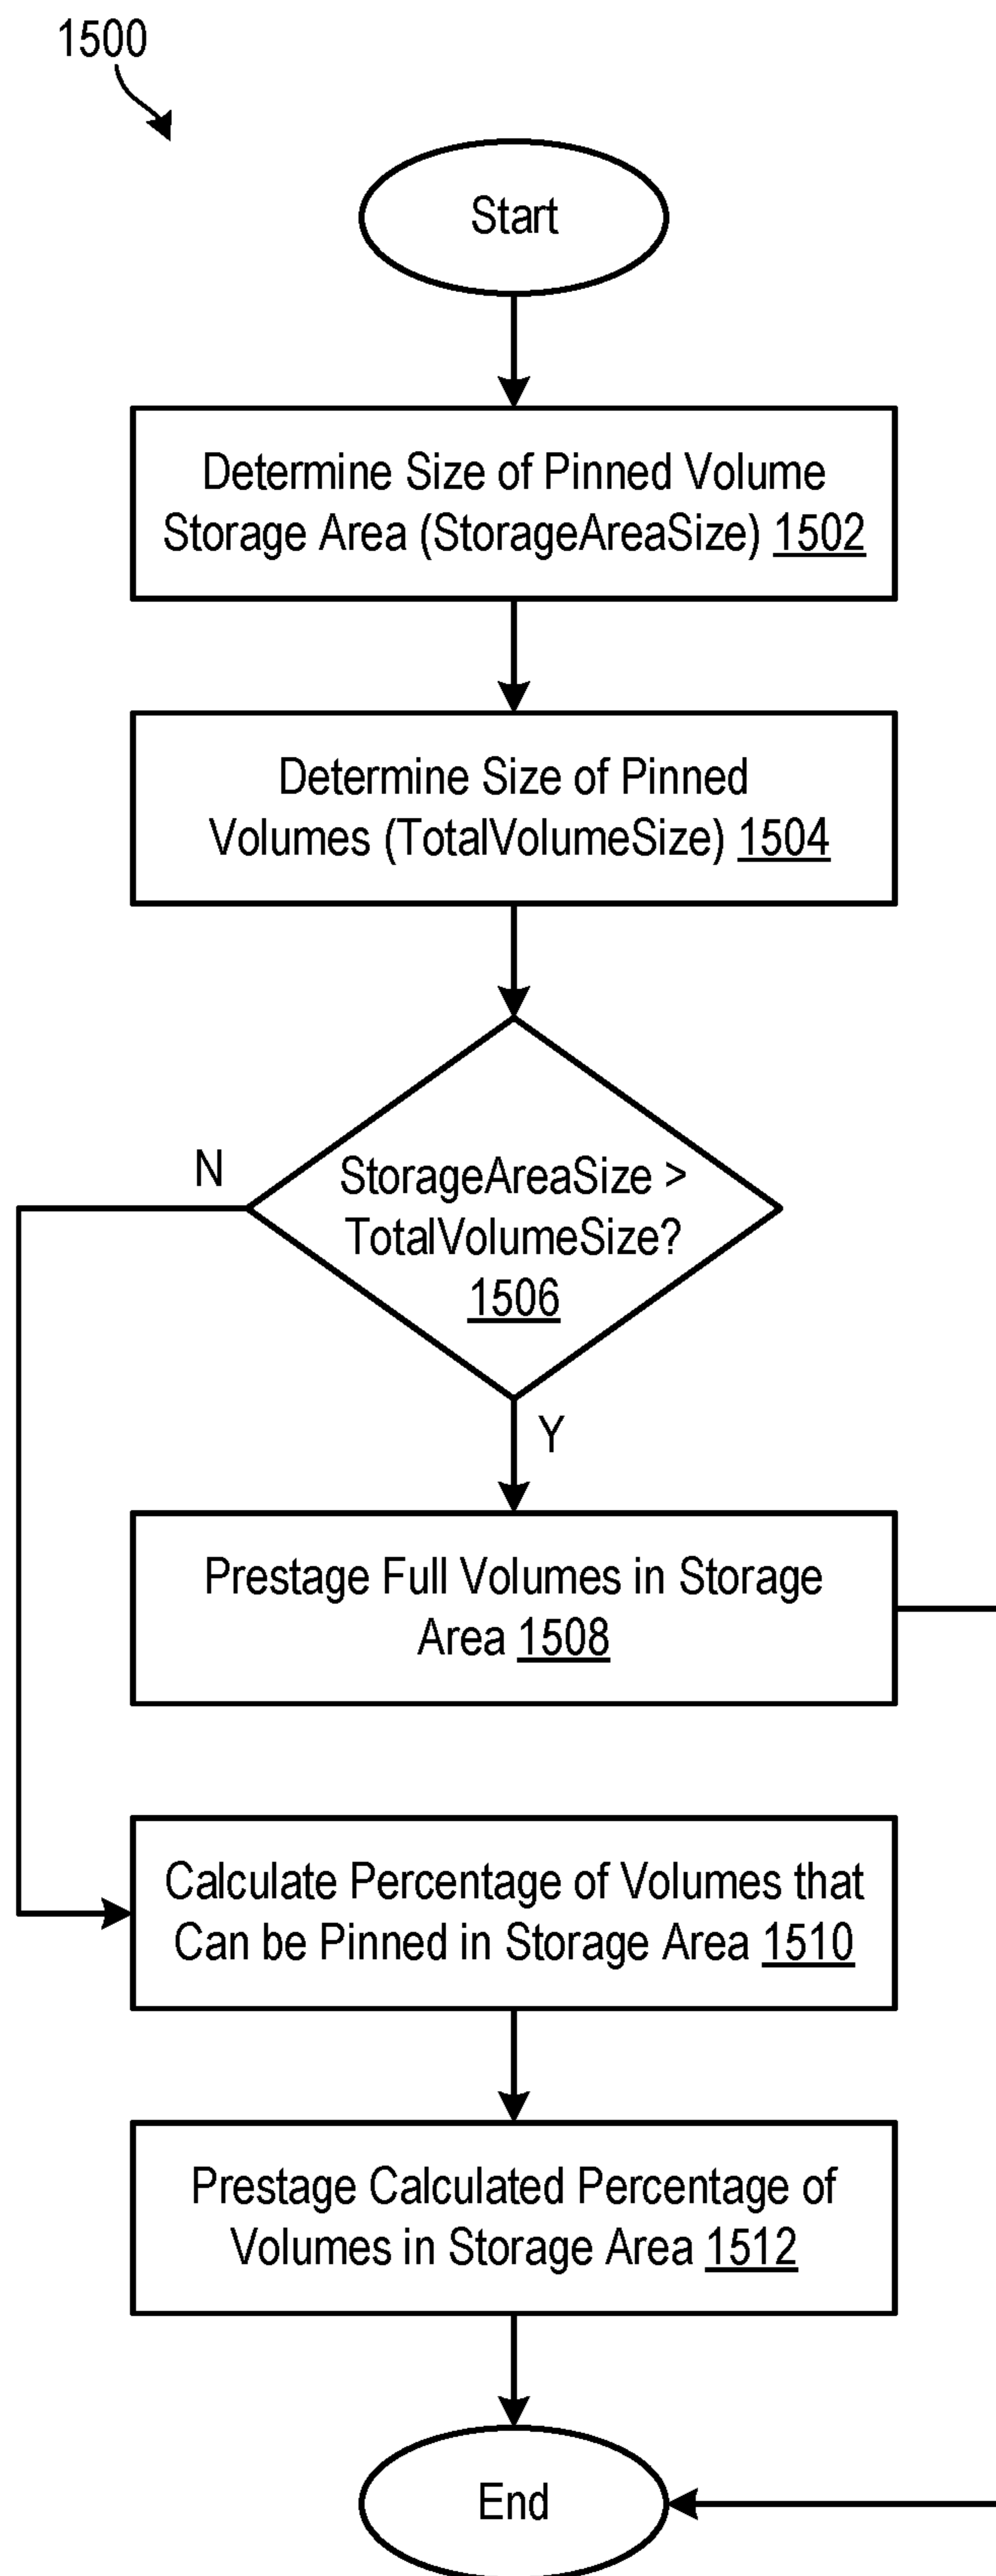 1500
Start
Determine Size of Pinned Volume
Storage Area (StorageAreaSize) 1502
Determine Size of Pinned
Volumes (TotalVolumeSize) 1504
N
StorageAreaSize >
TotalVolumeSize?
1506
Y
Prestage Full Volumes in Storage
Area 1508
Calculate Percentage of Volumes that
Can be Pinned in Storage Area 1510
Prestage Calculated Percentage of
Volumes in Storage Area 1512
End